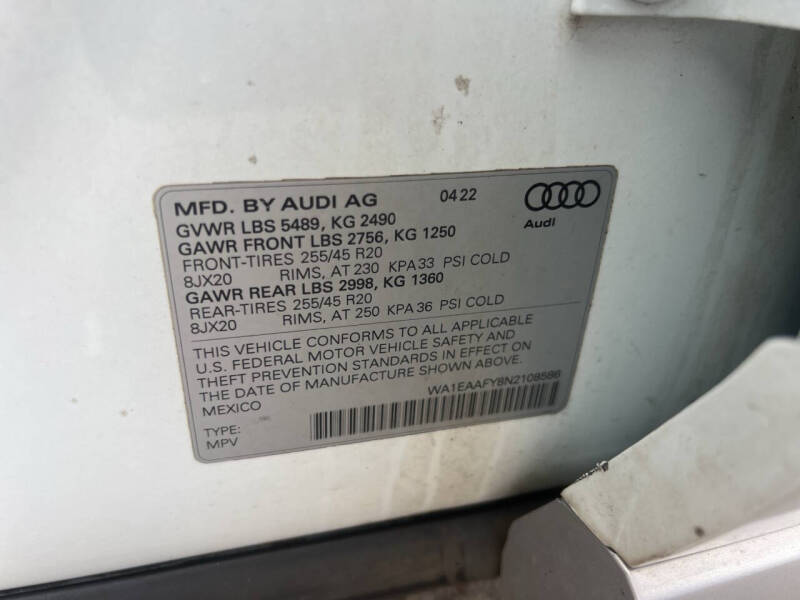 MFD. BY AUDI AG 04 22
Audi
GVWR LBS 5489, KG 2490
GAWR FRONT LBS 2756, KG 1250
FRONT-TIRES 255/45 R20
8JX20 RIMS, AT 230 KPA 33 PSI COLD
GAWR REAR LBS 2998, KG 1360
REAR-TIRES 255/45 R20
8JX20 RIMS, AT 250 KPA 36 PSI COLD
THIS VEHICLE CONFORMS TO ALL APPLICABLE
U.S. FEDERAL MOTOR VEHICLE SAFETY AND
THEFT PREVENTION STANDARDS IN EFFECT ON
THE DATE OF MANUFACTURE SHOWN ABOVE.
MEXICO WA1EAAFY8N2108586
TYPE:
MPV